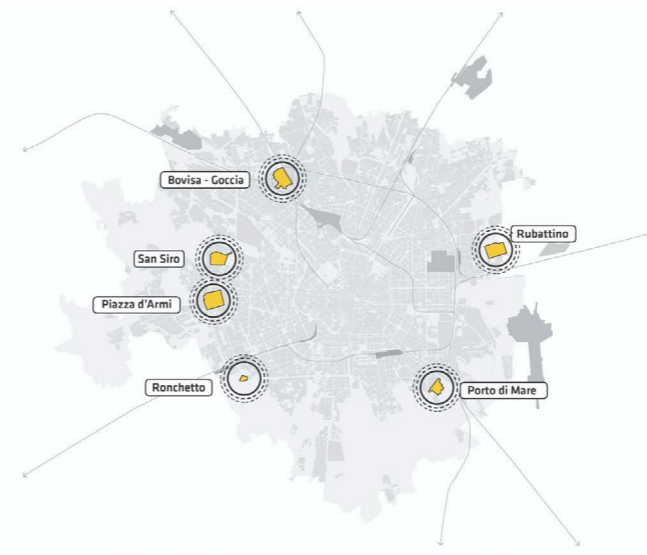 Bovisa - Goccia
Rubattino
San Siro
Piazza d'Armi
Ronchetto
Porto di Mare